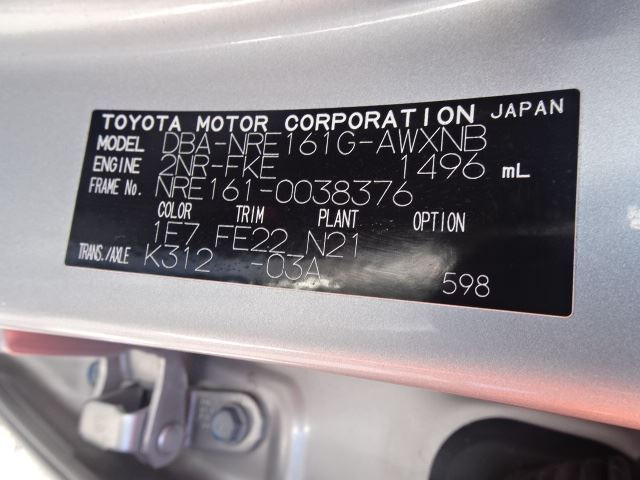 TOYOTA MOTOR CORPORATION JAPAN
MODEL DBA-NRE161G-AWXNB
ENGINE 2NR-FKE 1496 mL
FRAME No. NRE161-0038376
COLOR TRIM PLANT OPTION
1F7 FE22 N21
TRANS./AXLE K312 -03A
598